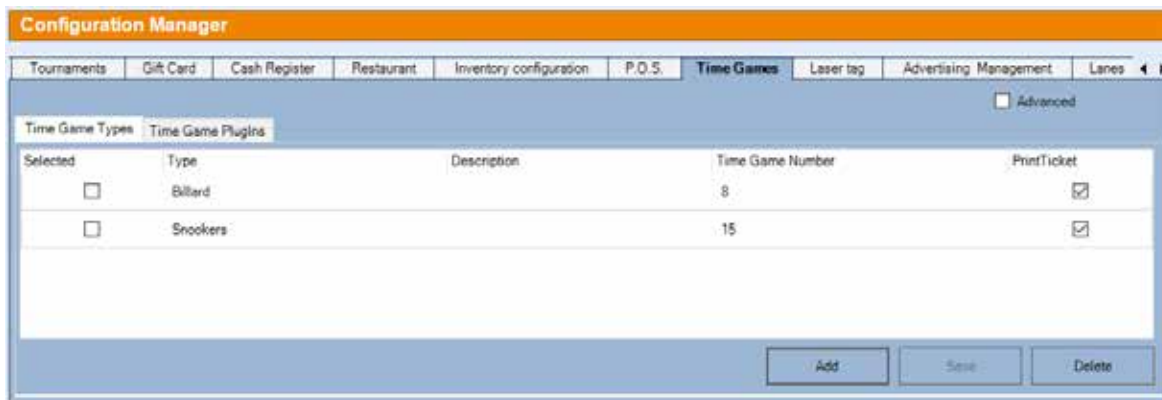 Configuration Manager
Tournaments Gift Card Cash Register Restaurant Inventory configuration P.O.S. Time Games Laser tag Advertising Management Lanes
Advanced
Time Game Types Time Game PlugIns
Selected Type Description Time Game Number PrintTicket
Billard 8
Snookers 15
Add Save Delete